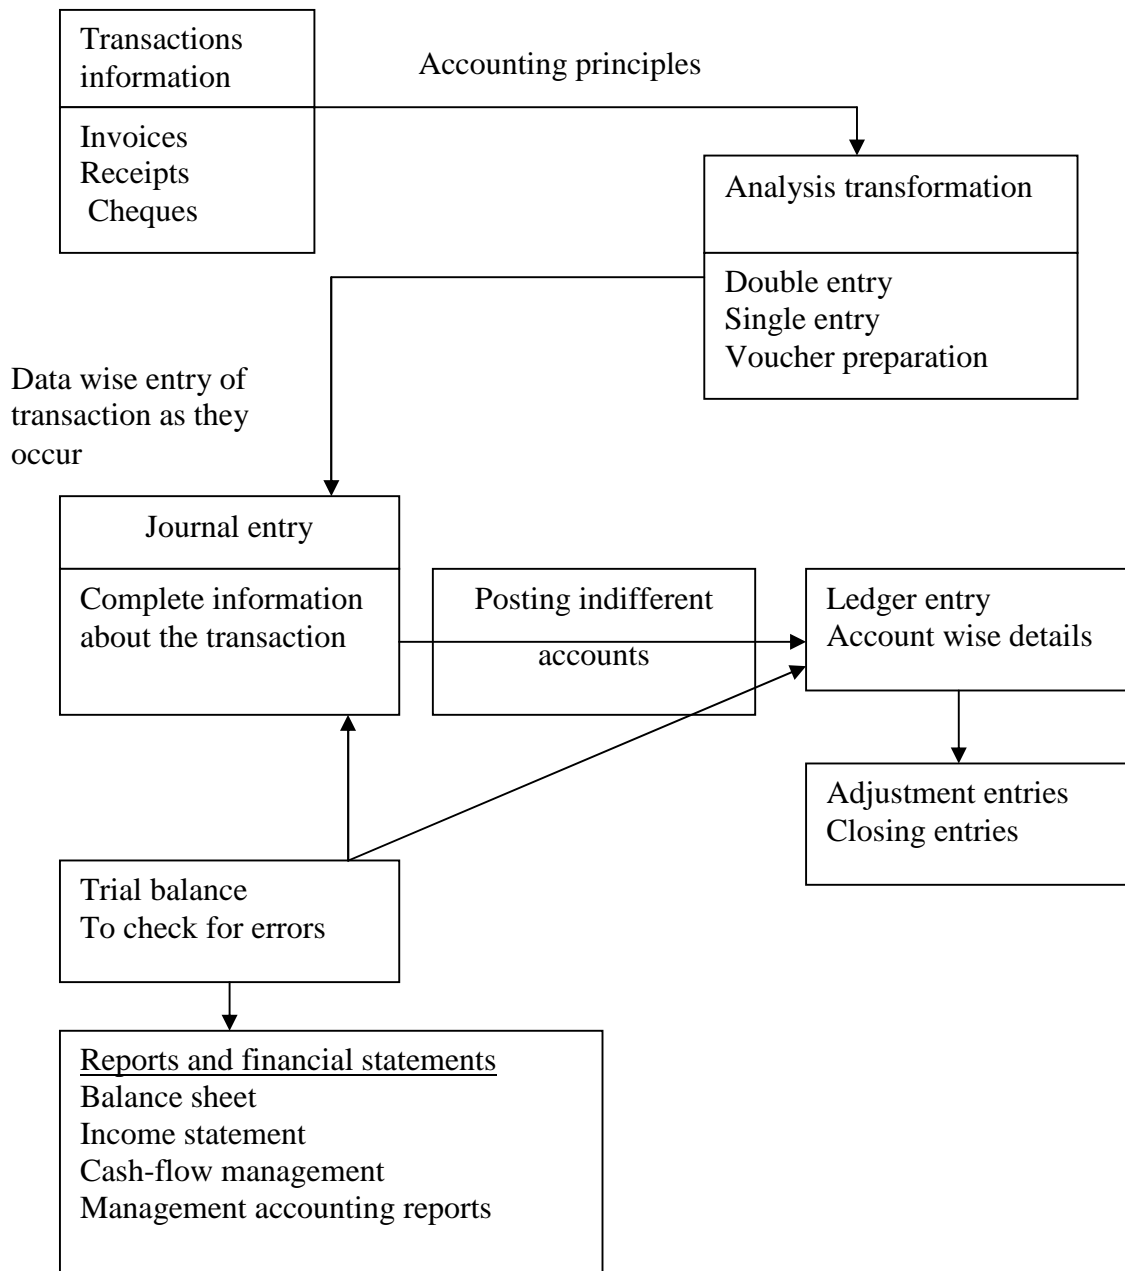 Transactions
information
Accounting principles
Invoices
Receipts
Cheques
Analysis transformation
Double entry
Single entry
Voucher preparation
Data wise entry of
transaction as they
occur
Journal entry
Complete information
about the transaction
Posting indifferent
accounts
Ledger entry
Account wise details
Adjustment entries
Closing entries
Trial balance
To check for errors
Reports and financial statements
Balance sheet
Income statement
Cash-flow management
Management accounting reports